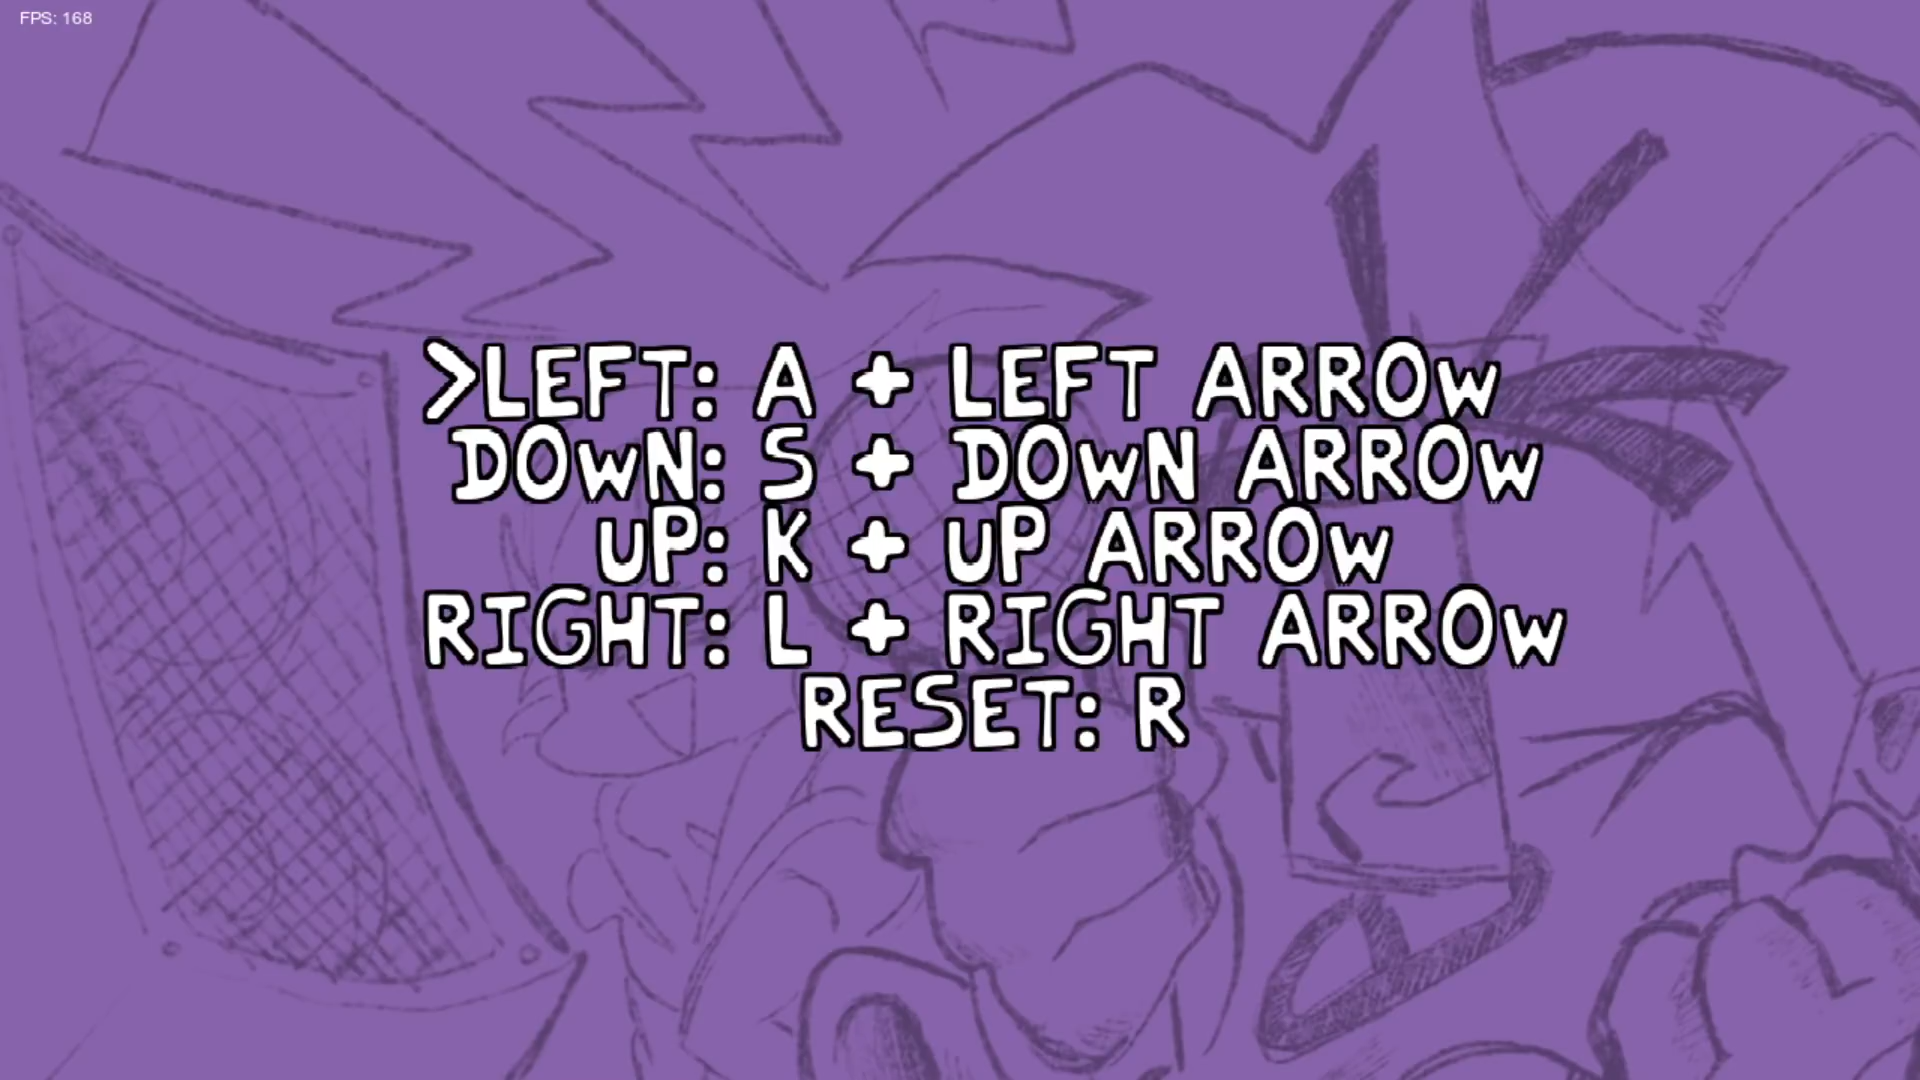 FPS: 168
>LEFT: A + LEFT ARROW
DOWN: S + DOWN ARROW
UP: K + UP ARROW
RIGHT: L + RIGHT ARROW
RESET: R